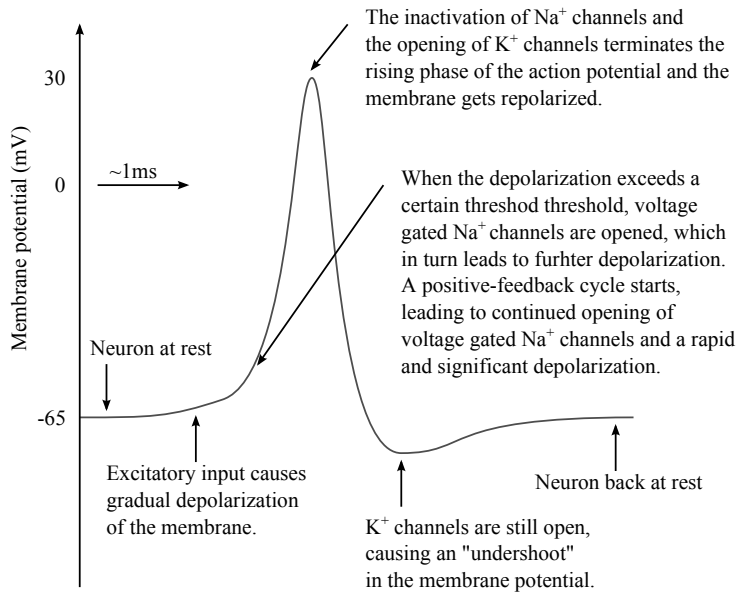 The inactivation of Na⁺ channels and
the opening of K⁺ channels terminates the
rising phase of the action potential and the
membrane gets repolarized.
30
0
-65
Membrane potential (mV)
~1ms
When the depolarization exceeds a
certain threshod threshold, voltage
gated Na⁺ channels are opened, which
in turn leads to furhter depolarization.
A positive-feedback cycle starts,
leading to continued opening of
voltage gated Na⁺ channels and a rapid
and significant depolarization.
Neuron at rest
Excitatory input causes
gradual depolarization
of the membrane.
Neuron back at rest
K⁺ channels are still open,
causing an "undershoot"
in the membrane potential.